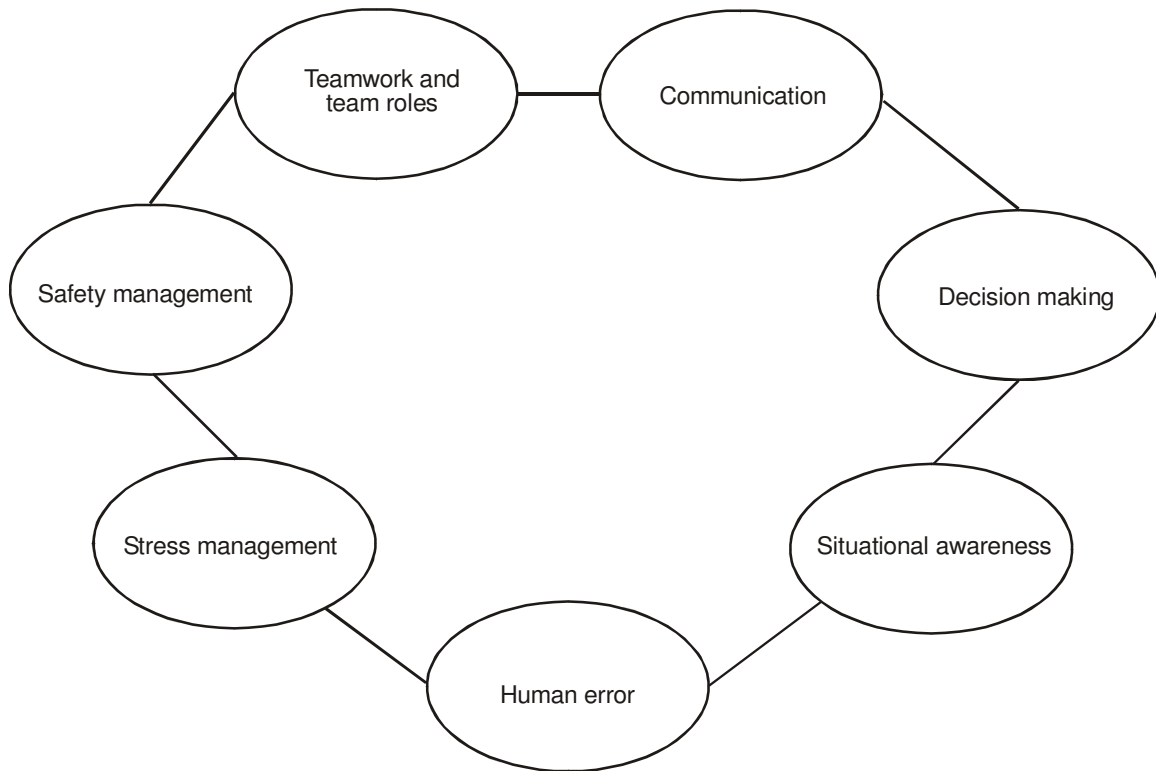 Teamwork and
team roles
Communication
Safety management
Decision making
Stress management
Situational awareness
Human error